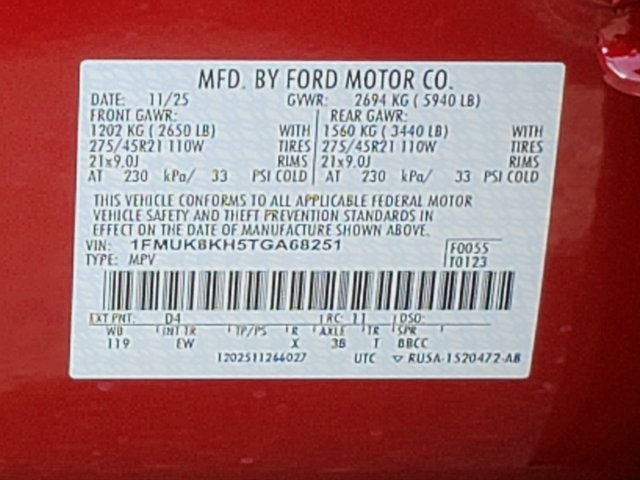 MFD. BY FORD MOTOR CO.
DATE: 11/25 GVWR: 2694 KG ( 5940 LB)
FRONT GAWR: REAR GAWR:
1202 KG ( 2650 LB) WITH 1560 KG ( 3440 LB) WITH
275/45R21 110W TIRES 275/45R21 110W TIRES
21x9.0J RIMS 21x9.0J RIMS
AT 230 kPa/ 33 PSI COLD AT 230 kPa/ 33 PSI COLD
THIS VEHICLE CONFORMS TO ALL APPLICABLE FEDERAL MOTOR
VEHICLE SAFETY AND THEFT PREVENTION STANDARDS IN
EFFECT ON THE DATE OF MANUFACTURE SHOWN ABOVE.
VIN: 1FMUK8KH5TGA68251 F0055
TYPE: MPV T0123
EXT PNT: D4 RC: 11 DSO:
WB INT TR TP/PS R AXLE TR SPR
119 EW X 38 T BBCC
1202511266027 UTC ▽ RUSA-1520472-AB